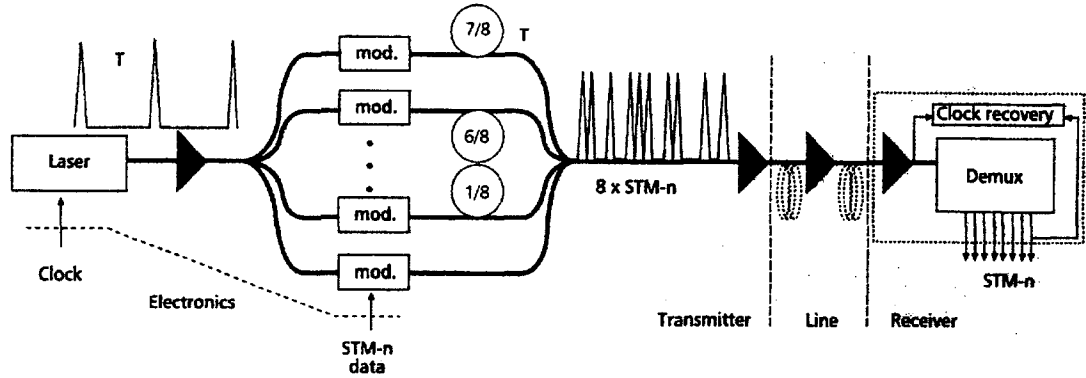 7/8
T
T
mod.
mod.
6/8
Clock recovery
Laser
Demux
1/8
8 x STM-n
mod.
Clock
mod.
STM-n
Electronics
Transmitter
Line
Receiver
STM-n
data